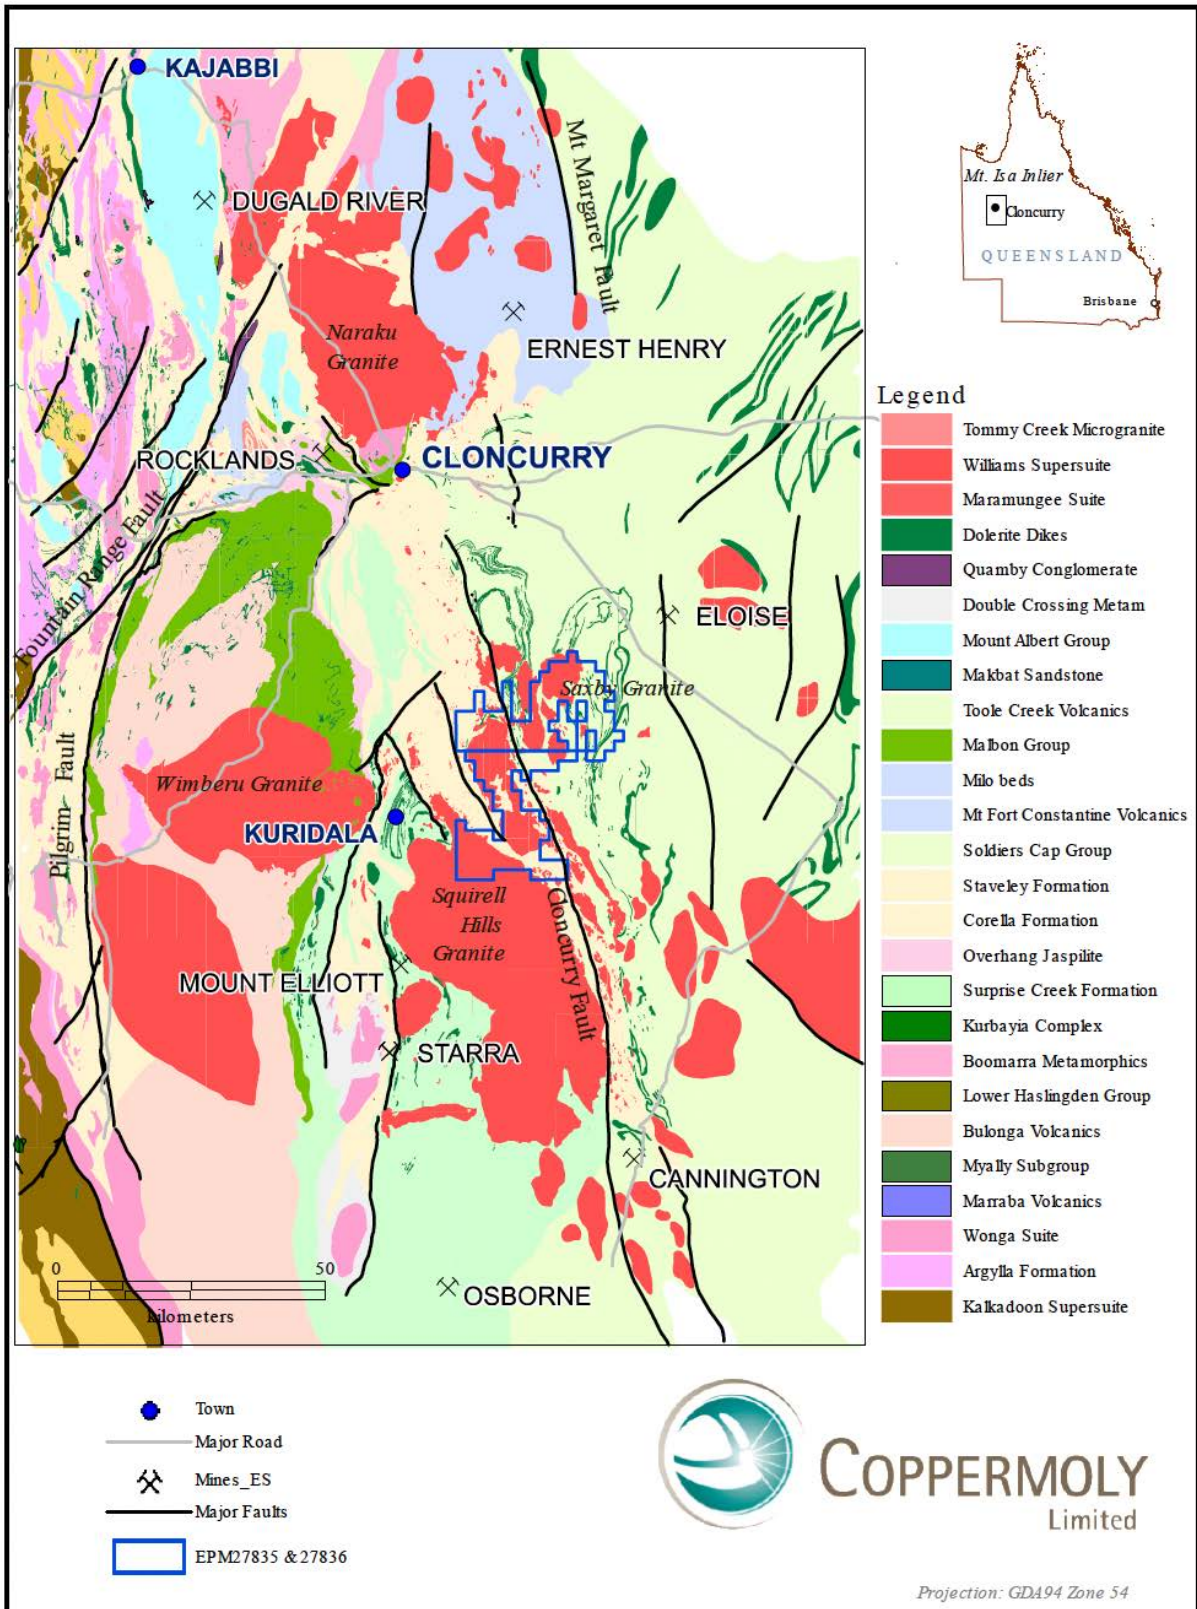 KAJABBI
DUGALD RIVER
Mt Margaret Fault
Naraku
Granite
ERNEST HENRY
ROCKLANDS
CLONCURRY
Fountain Range Fault
ELOISE
Saxby Granite
Pilgrim Fault
Wimberu Granite
KURIDALA
Squirell
Hills
Granite
Cloncurry Fault
MOUNT ELLIOTT
STARRA
CANNINGTON
OSBORNE
0 50
kilometers
Mt. Isa Inlier
Cloncurry
QUEENSLAND
Brisbane
Legend
Tommy Creek Microgranite
Williams Supersuite
Maramungee Suite
Dolerite Dikes
Quamby Conglomerate
Double Crossing Metam
Mount Albert Group
Makbat Sandstone
Toole Creek Volcanics
Malbon Group
Milo beds
Mt Fort Constantine Volcanics
Soldiers Cap Group
Staveley Formation
Corella Formation
Overhang Jaspilite
Surprise Creek Formation
Kurbayia Complex
Boomarra Metamorphics
Lower Haslingden Group
Bulonga Volcanics
Myally Subgroup
Marraba Volcanics
Wonga Suite
Argylla Formation
Kalkadoon Supersuite
Town
Major Road
Mines_ES
Major Faults
EPM27835 & 27836
COPPERMOLY
Limited
Projection: GDA94 Zone 54